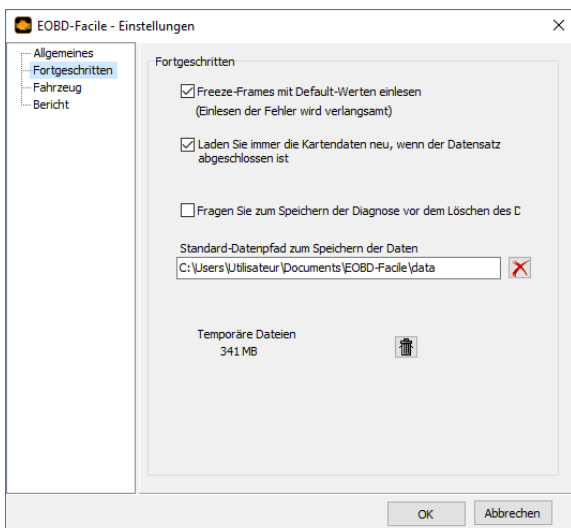 EOBD-Facile - Einstellungen
Allgemeines
Fortgeschritten
Fahrzeug
Bericht
Fortgeschritten
Freeze-Frames mit Default-Werten einlesen
(Einlesen der Fehler wird verlangsamt)
Laden Sie immer die Kartendaten neu, wenn der Datensatz
abgeschlossen ist
Fragen Sie zum Speichern der Diagnose vor dem Löschen des D
Standard-Datenpfad zum Speichern der Daten
C:\Users\Utilisateur\Documents\EOBD-Facile\data
Temporäre Dateien
341 MB
OK
Abbrechen